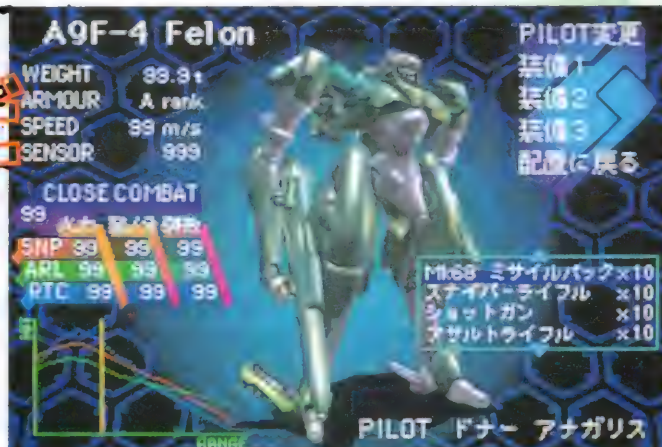 A9F-4 Felon
WEIGHT 99.9t
ARMOUR A rank
SPEED 99 m/s
SENSOR 999
CLOSE COMBAT
99
SNP 99 99 99
ARL 99 99 99
RTC 99 99 99
RANGE
PILOT変更
装備1
装備2
装備3
配置に戻る
Mk68 ミサイルパック×10
スナイパーライフル ×10
ショットガン ×10
アサルトライフル ×10
PILOT ドナー アナガリス